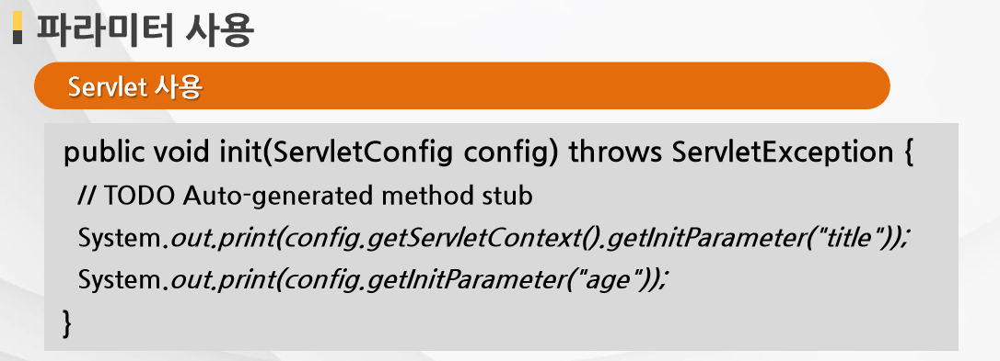 파라미터 사용
Servlet 사용
public void init(ServletConfig config) throws ServletException {
// TODO Auto-generated method stub
System.out.print(config.getServletContext().getInitParameter("title"));
System.out.print(config.getInitParameter("age"));
}